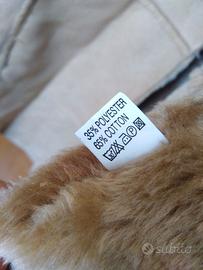 35% POLYESTER
65% COTTON
subito